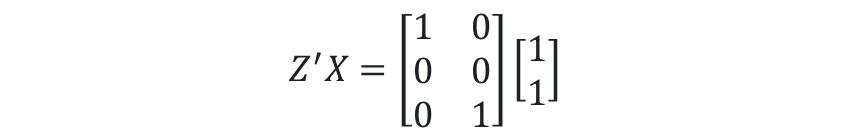 Z′X = [1 0
0 0
0 1] [1
1]